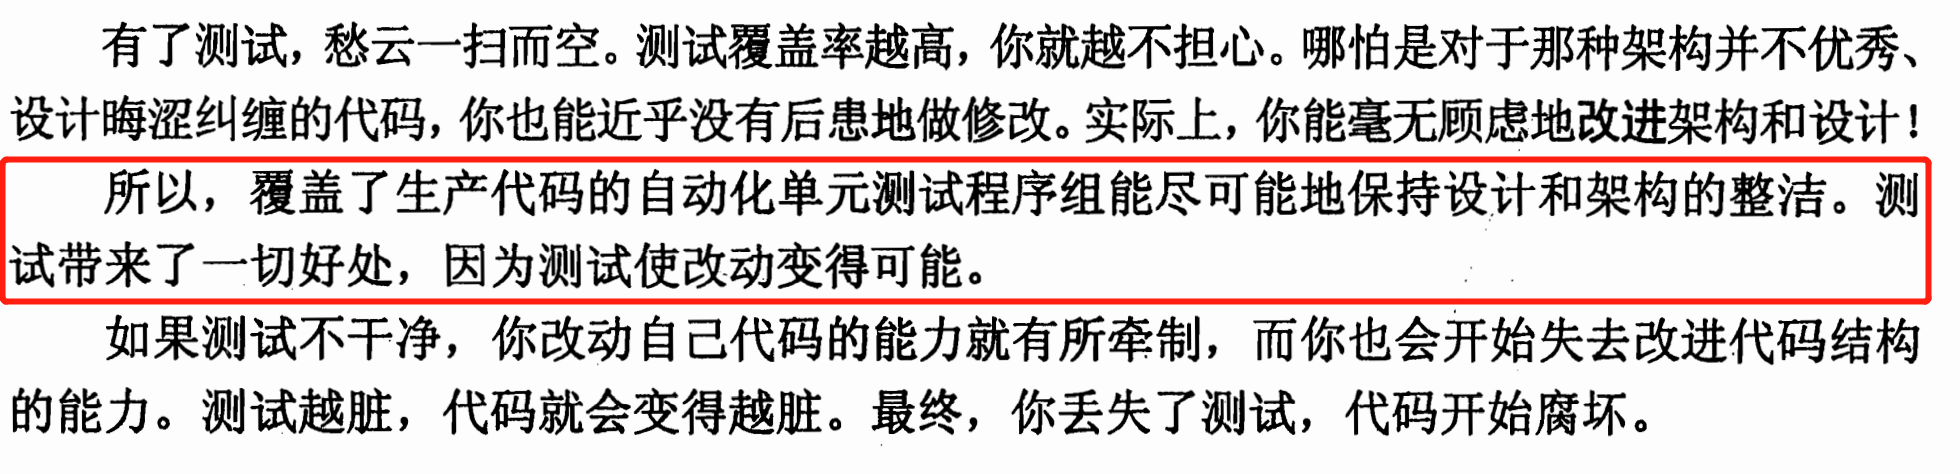 有了测试，愁云一扫而空。测试覆盖率越高，你就越不担心。哪怕是对于那种架构并不优秀、
设计晦涩纠缠的代码，你也能近乎没有后患地做修改。实际上，你能毫无顾虑地改进架构和设计！
所以，覆盖了生产代码的自动化单元测试程序组能尽可能地保持设计和架构的整洁。测
试带来了一切好处，因为测试使改动变得可能。
如果测试不干净，你改动自己代码的能力就有所牵制，而你也会开始失去改进代码结构
的能力。测试越脏，代码就会变得越脏。最终，你丢失了测试，代码开始腐坏。